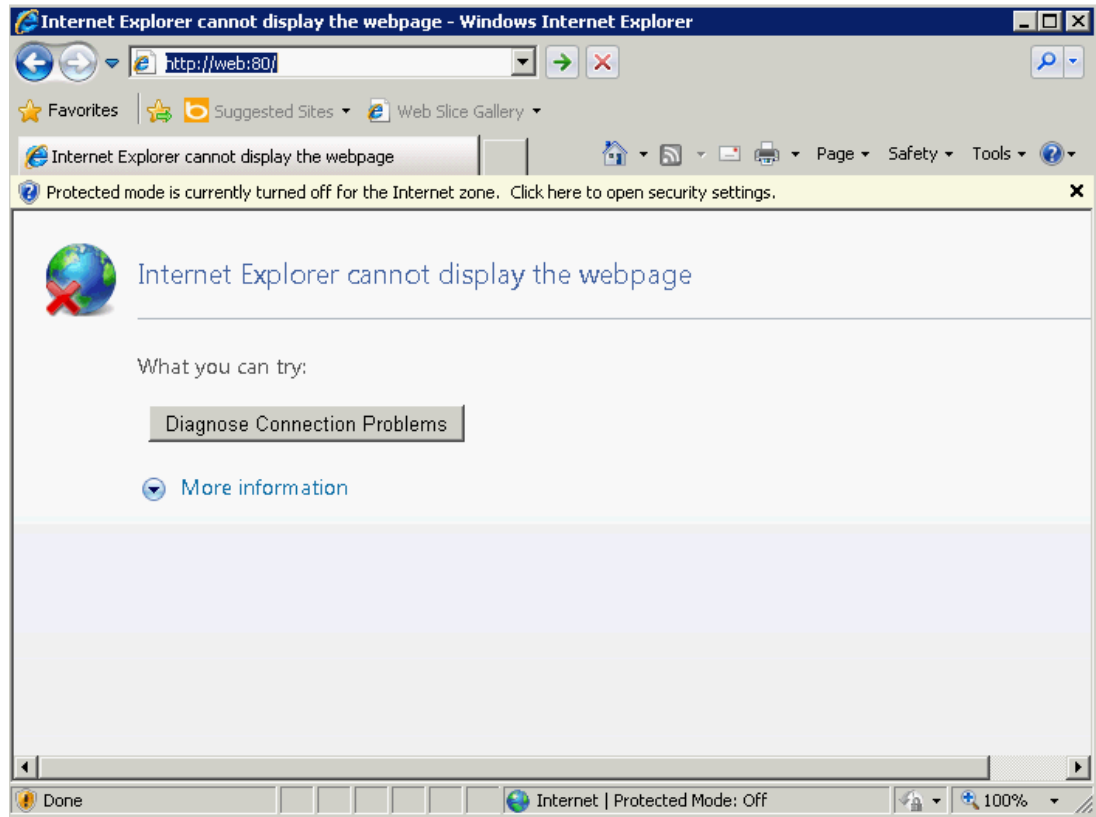 Internet Explorer cannot display the webpage - Windows Internet Explorer
http://web:80/
Favorites Suggested Sites Web Slice Gallery
Internet Explorer cannot display the webpage Page Safety Tools
Protected mode is currently turned off for the Internet zone. Click here to open security settings.
Internet Explorer cannot display the webpage
What you can try:
Diagnose Connection Problems
More information
Done Internet | Protected Mode: Off 100%